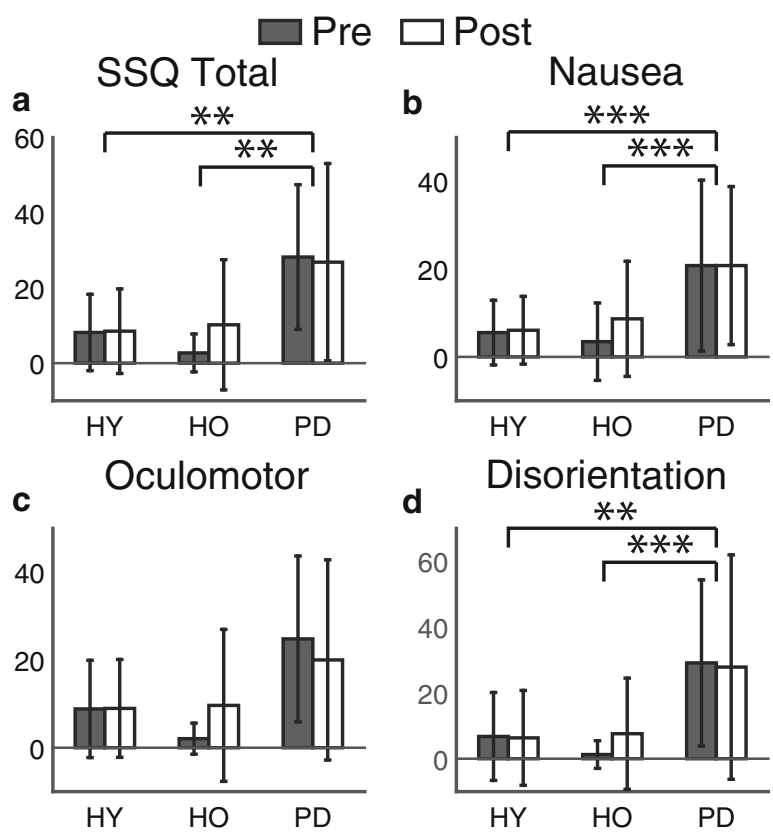 Pre Post
SSQ Total
a
**
**
60
40
20
0
HY HO PD
Nausea
b
***
***
40
20
0
HY HO PD
Oculomotor
c
40
20
0
HY HO PD
Disorientation
d
**
***
60
40
20
0
HY HO PD